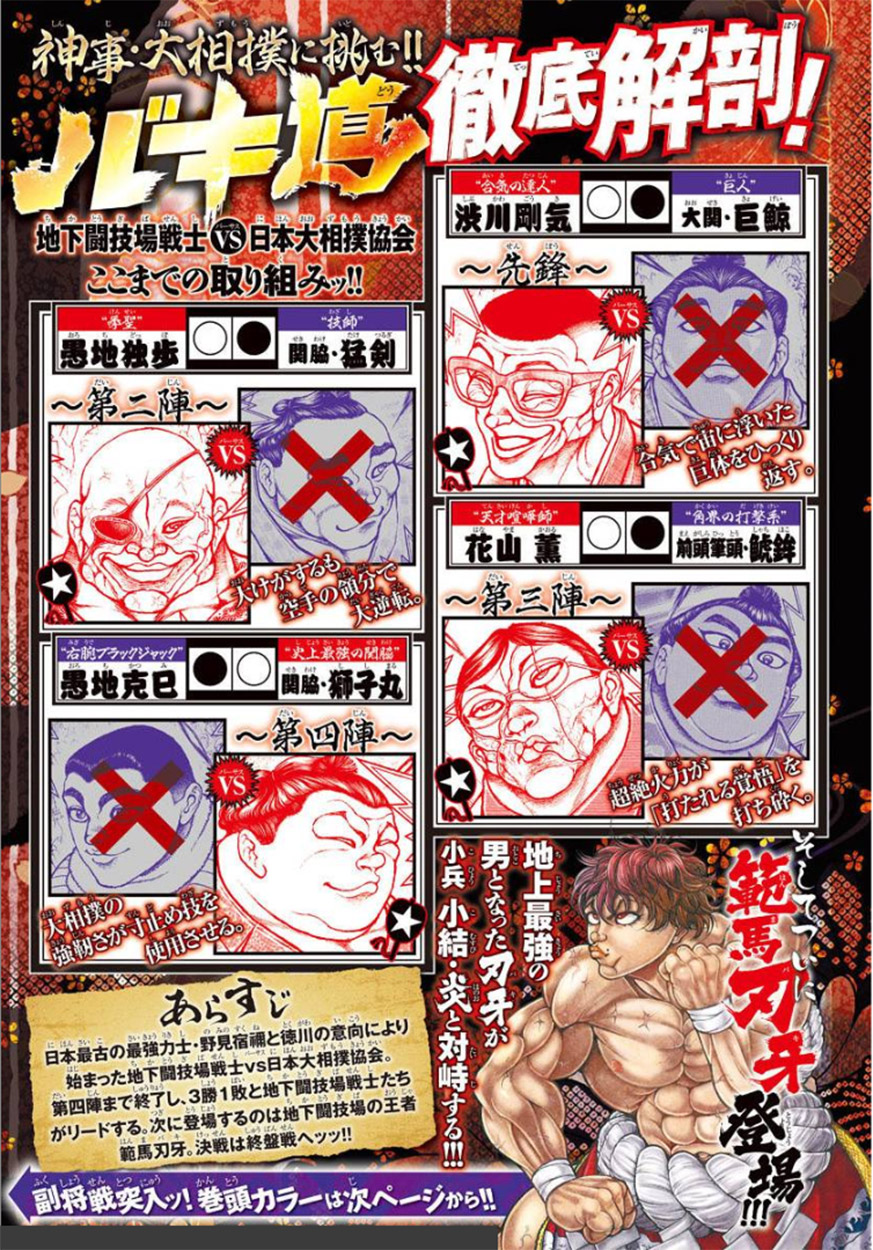 神事・大相撲に挑む!!
バキ道
徹底解剖!
地下闘技場戦士VS日本大相撲協会
ここまでの取り組みッ!!
"合気の達人"
渋川剛気
○●
"巨人"
大関・巨鯨
～先鋒～
VS
合気で宙に浮いた
巨体をひっくり
返す。
"拳聖"
愚地独歩
○●
"技師"
関脇・猛剣
～第二陣～
VS
大けがするも
空手の領分で
大逆転。
"天才喧嘩師"
花山 薫
○●
"角界の打撃系"
前頭筆頭・鯱鉾
～第三陣～
VS
超絶火力が
「打たれる覚悟」を
打ち砕く。
"右腕ブラックジャック"
愚地克巳
●○
"史上最強の関脇"
関脇・獅子丸
～第四陣～
VS
大相撲の
強靭さが寸止め技を
使用させる。
そしてついに
範馬刃牙
登場!!!
地上最強の
男となった刃牙が
小兵 小結・炎と対峙する!!!
あらすじ
日本最古の最強力士・野見宿禰と徳川の意向により
始まった地下闘技場戦士vs日本大相撲協会。
第四陣まで終了し、3勝1敗と地下闘技場戦士たち
がリードする。次に登場するのは地下闘技場の王者
範馬刃牙。決戦は終盤戦へッッ!!
副将戦突入ッ!巻頭カラーは次ページから!!